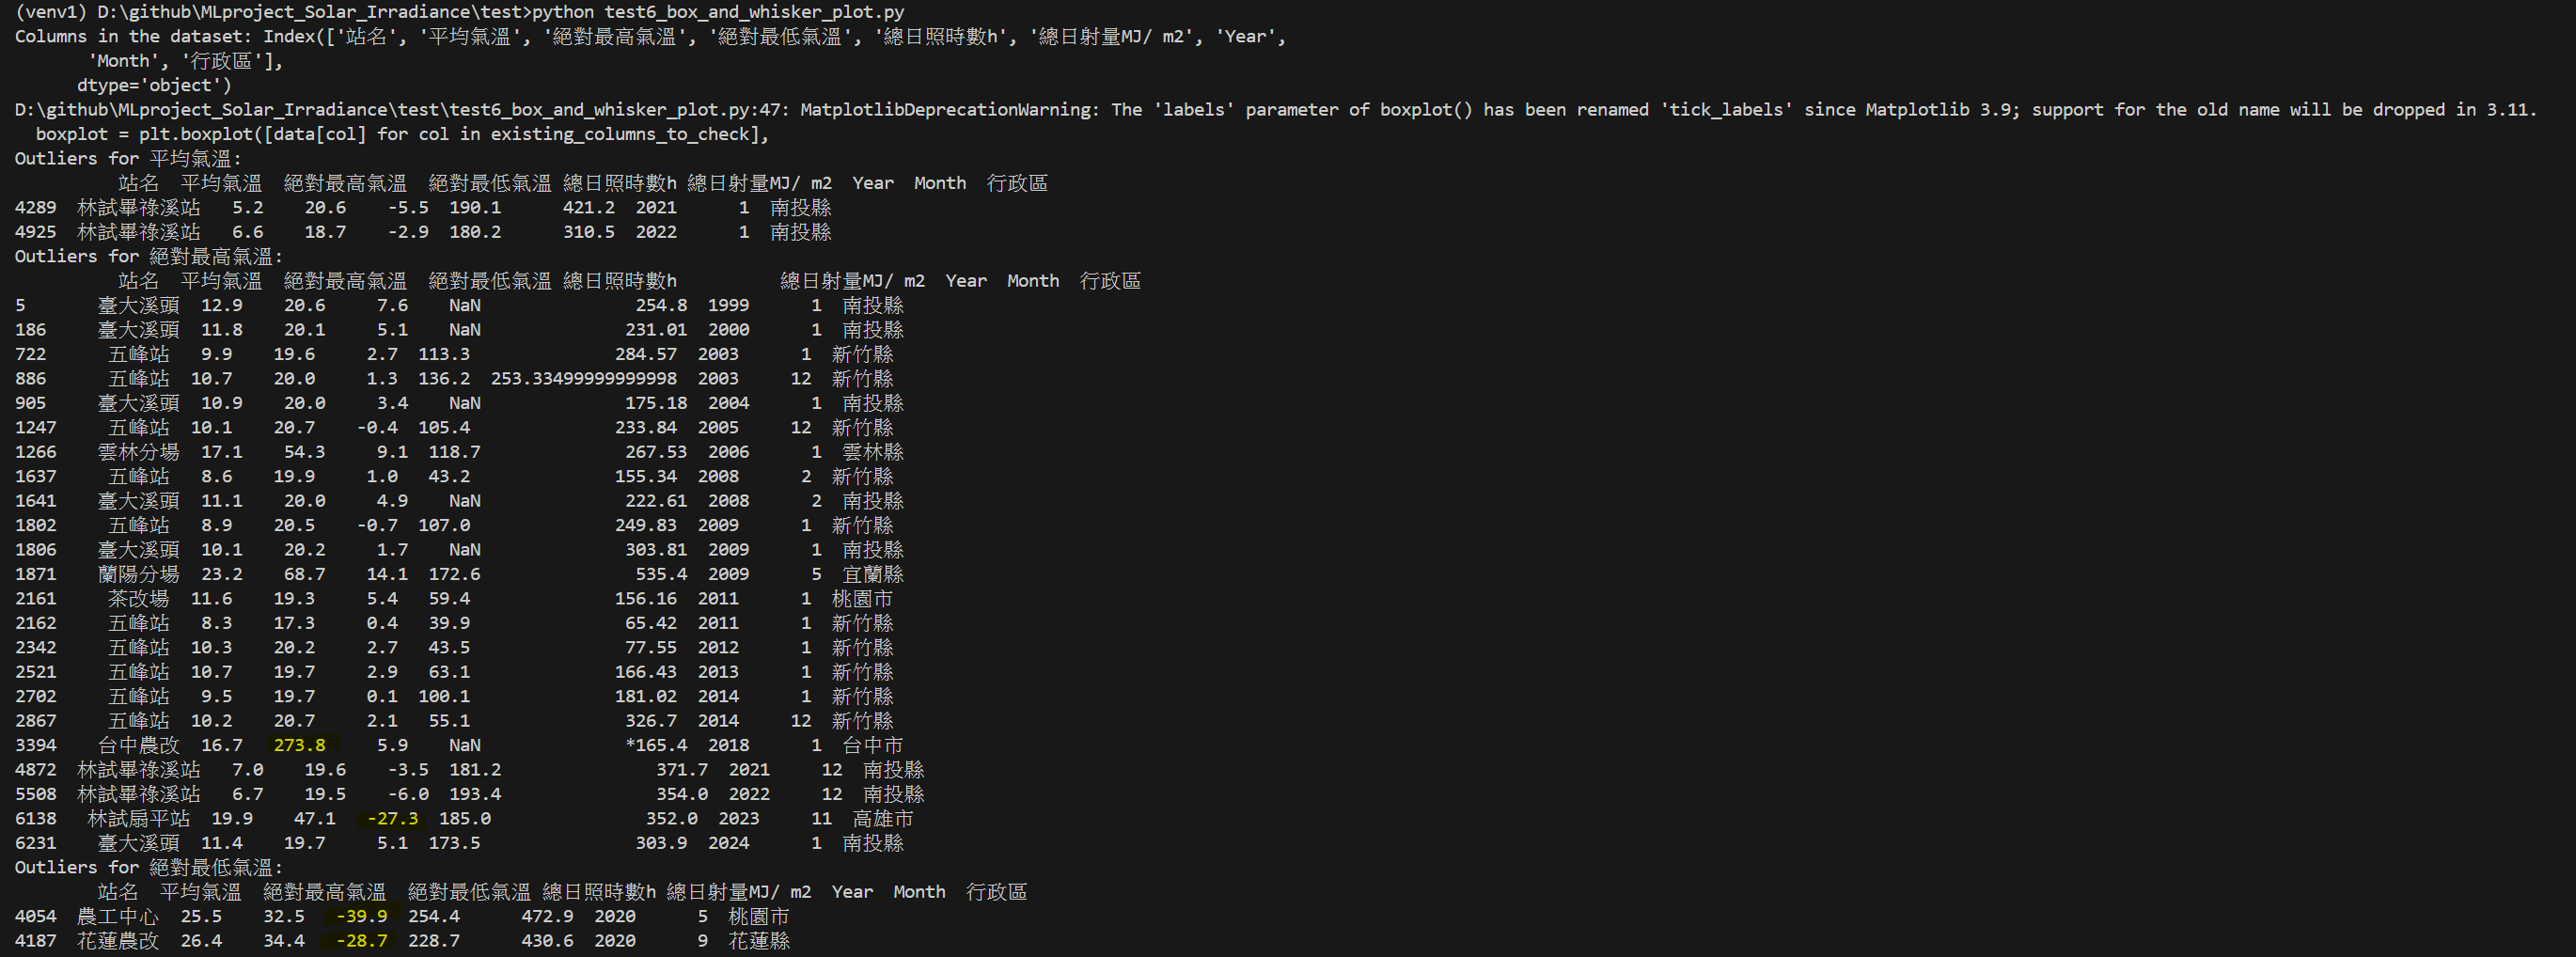 (venv1) D:\github\MLproject_Solar_Irradiance\test>python test6_box_and_whisker_plot.py
Columns in the dataset: Index(['站名', '平均氣溫', '絕對最高氣溫', '絕對最低氣溫', '總日照時數h', '總日射量MJ/ m2', 'Year',
'Month', '行政區'],
dtype='object')
D:\github\MLproject_Solar_Irradiance\test\test6_box_and_whisker_plot.py:47: MatplotlibDeprecationWarning: The 'labels' parameter of boxplot() has been renamed 'tick_labels' since Matplotlib 3.9; support for the old name will be dropped in 3.11.
boxplot = plt.boxplot([data[col] for col in existing_columns_to_check],
Outliers for 平均氣溫:
站名 平均氣溫 絕對最高氣溫 絕對最低氣溫 總日照時數h 總日射量MJ/ m2 Year Month 行政區
4289 林試畢祿溪站 5.2 20.6 -5.5 190.1 421.2 2021 1 南投縣
4925 林試畢祿溪站 6.6 18.7 -2.9 180.2 310.5 2022 1 南投縣
Outliers for 絕對最高氣溫:
站名 平均氣溫 絕對最高氣溫 絕對最低氣溫 總日照時數h 總日射量MJ/ m2 Year Month 行政區
5 臺大溪頭 12.9 20.6 7.6 NaN 254.8 1999 1 南投縣
186 臺大溪頭 11.8 20.1 5.1 NaN 231.01 2000 1 南投縣
722 五峰站 9.9 19.6 2.7 113.3 284.57 2003 1 新竹縣
886 五峰站 10.7 20.0 1.3 136.2 253.33499999999998 2003 12 新竹縣
905 臺大溪頭 10.9 20.0 3.4 NaN 175.18 2004 1 南投縣
1247 五峰站 10.1 20.7 -0.4 105.4 233.84 2005 12 新竹縣
1266 雲林分場 17.1 54.3 9.1 118.7 267.53 2006 1 雲林縣
1637 五峰站 8.6 19.9 1.0 43.2 155.34 2008 2 新竹縣
1641 臺大溪頭 11.1 20.0 4.9 NaN 222.61 2008 2 南投縣
1802 五峰站 8.9 20.5 -0.7 107.0 249.83 2009 1 新竹縣
1806 臺大溪頭 10.1 20.2 1.7 NaN 303.81 2009 1 南投縣
1871 蘭陽分場 23.2 68.7 14.1 172.6 535.4 2009 5 宜蘭縣
2161 茶改場 11.6 19.3 5.4 59.4 156.16 2011 1 桃園市
2162 五峰站 8.3 17.3 0.4 39.9 65.42 2011 1 新竹縣
2342 五峰站 10.3 20.2 2.7 43.5 77.55 2012 1 新竹縣
2521 五峰站 10.7 19.7 2.9 63.1 166.43 2013 1 新竹縣
2702 五峰站 9.5 19.7 0.1 100.1 181.02 2014 1 新竹縣
2867 五峰站 10.2 20.7 2.1 55.1 326.7 2014 12 新竹縣
3394 台中農改 16.7 273.8 5.9 NaN *165.4 2018 1 台中市
4872 林試畢祿溪站 7.0 19.6 -3.5 181.2 371.7 2021 12 南投縣
5508 林試畢祿溪站 6.7 19.5 -6.0 193.4 354.0 2022 12 南投縣
6138 林試扇平站 19.9 47.1 -27.3 185.0 352.0 2023 11 高雄市
6231 臺大溪頭 11.4 19.7 5.1 173.5 303.9 2024 1 南投縣
Outliers for 絕對最低氣溫:
站名 平均氣溫 絕對最高氣溫 絕對最低氣溫 總日照時數h 總日射量MJ/ m2 Year Month 行政區
4054 農工中心 25.5 32.5 -39.9 254.4 472.9 2020 5 桃園市
4187 花蓮農改 26.4 34.4 -28.7 228.7 430.6 2020 9 花蓮縣